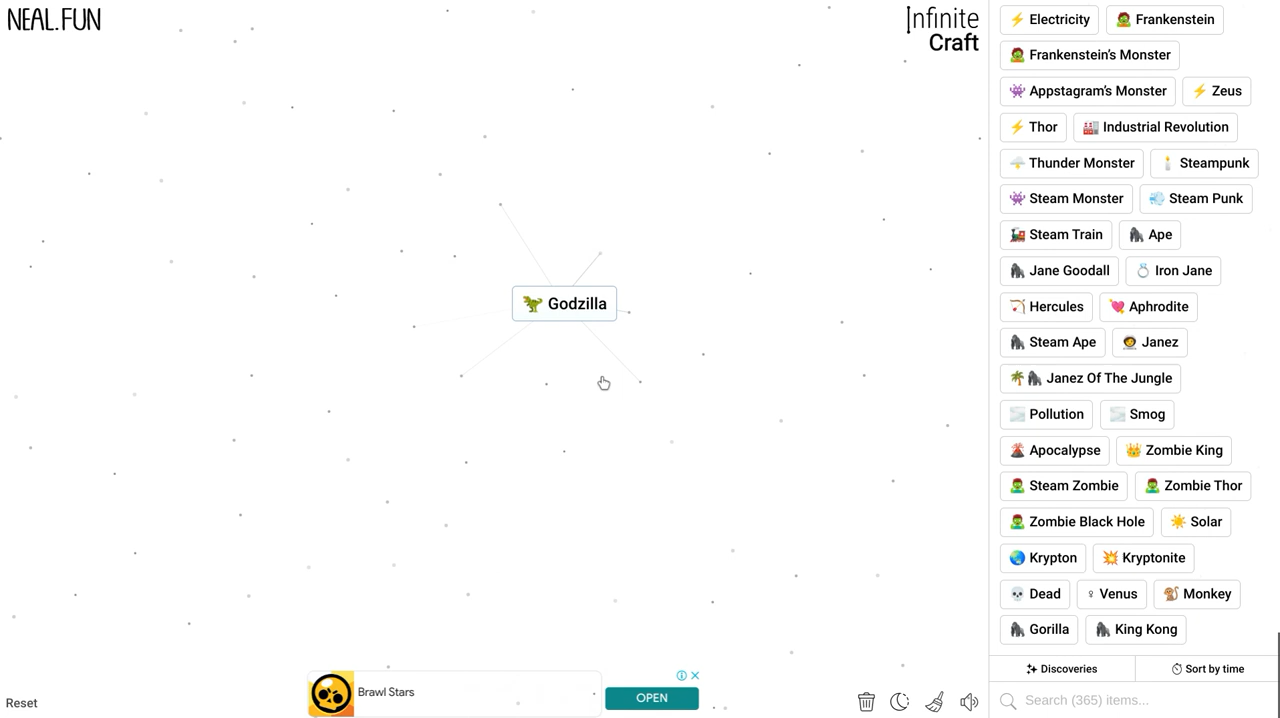 NEAL.FUN
Infinite
Craft
Godzilla
Electricity
Frankenstein
Frankenstein's Monster
Appstagram's Monster
Zeus
Thor
Industrial Revolution
Thunder Monster
Steampunk
Steam Monster
Steam Punk
Steam Train
Ape
Jane Goodall
Iron Jane
Hercules
Aphrodite
Steam Ape
Janez
Janez Of The Jungle
Pollution
Smog
Apocalypse
Zombie King
Steam Zombie
Zombie Thor
Zombie Black Hole
Solar
Krypton
Kryptonite
Dead
Venus
Monkey
Gorilla
King Kong
Discoveries
Sort by time
Search (365) items...
Brawl Stars
OPEN
Reset